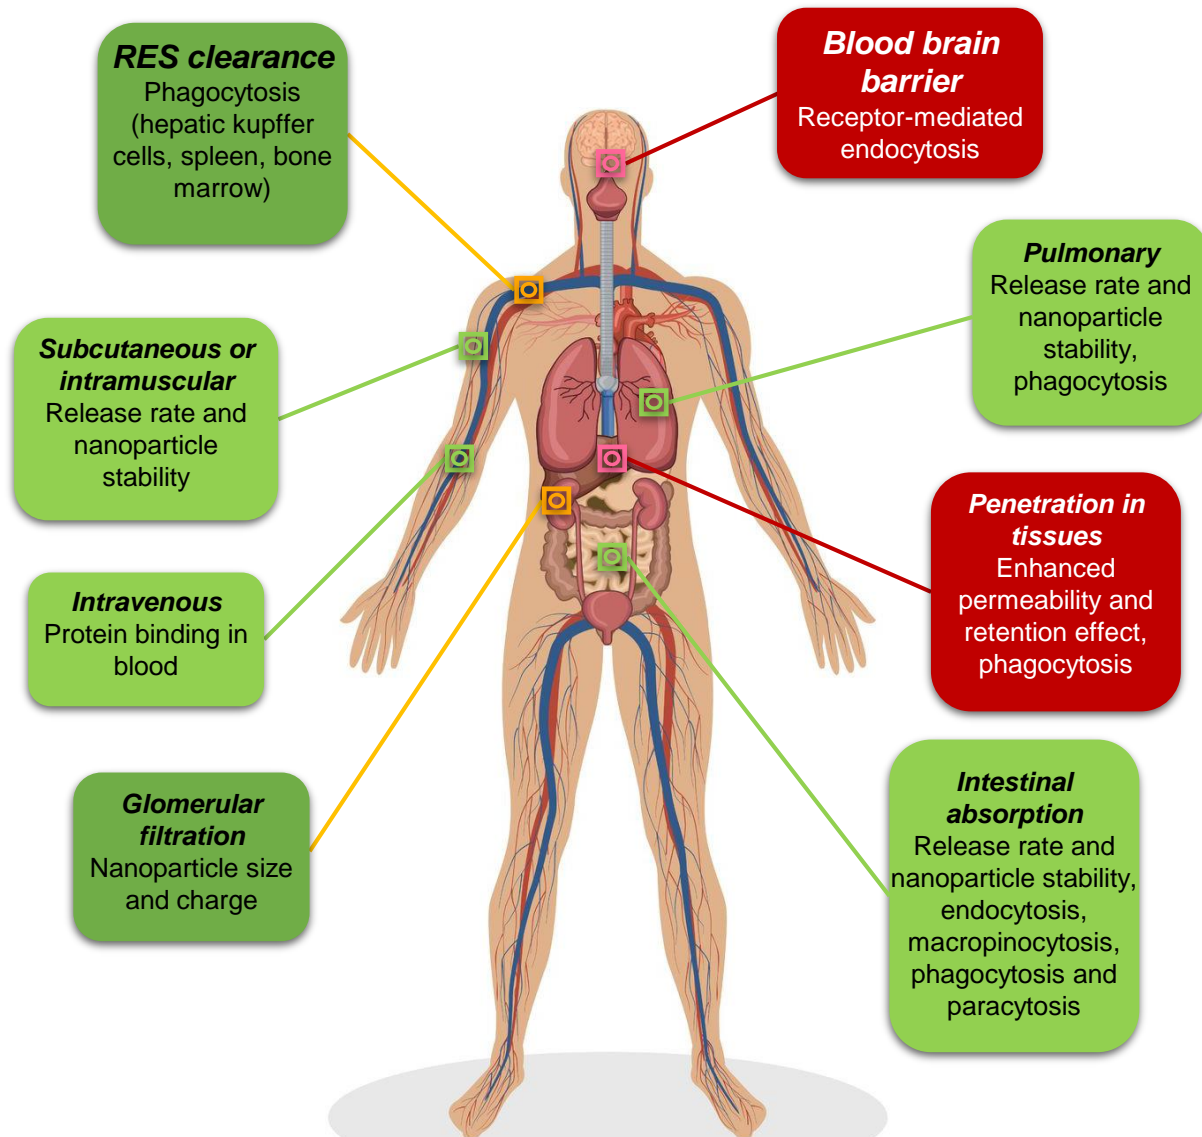 RES clearance
Phagocytosis
(hepatic kupffer
cells, spleen, bone
marrow)
Blood brain
barrier
Receptor-mediated
endocytosis
Pulmonary
Release rate and
nanoparticle
stability,
phagocytosis
Subcutaneous or
intramuscular
Release rate and
nanoparticle
stability
Penetration in
tissues
Enhanced
permeability and
retention effect,
phagocytosis
Intravenous
Protein binding in
blood
Glomerular
filtration
Nanoparticle size
and charge
Intestinal
absorption
Release rate and
nanoparticle stability,
endocytosis,
macropinocytosis,
phagocytosis and
paracytosis